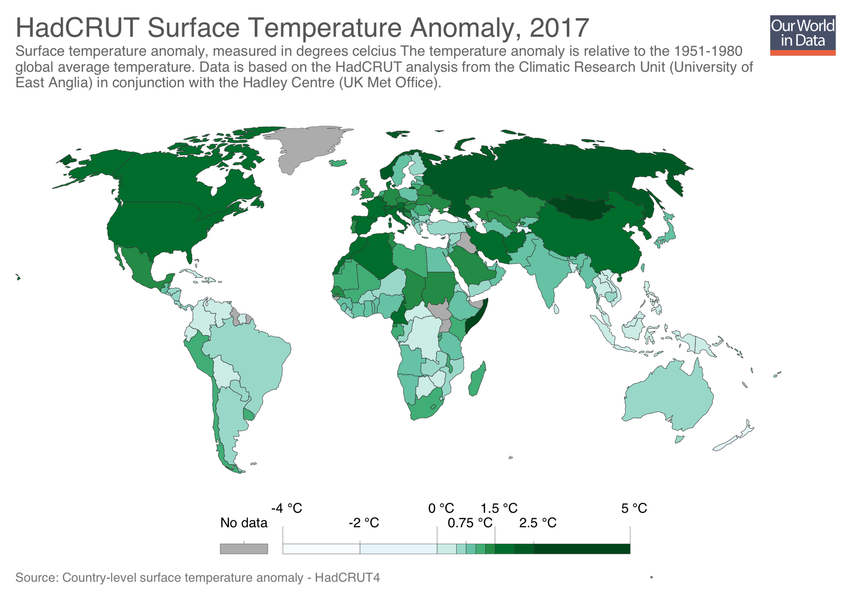 HadCRUT Surface Temperature Anomaly, 2017
Our World
in Data
Surface temperature anomaly, measured in degrees celcius The temperature anomaly is relative to the 1951-1980
global average temperature. Data is based on the HadCRUT analysis from the Climatic Research Unit (University of
East Anglia) in conjunction with the Hadley Centre (UK Met Office).
-4 °C 0 °C 1.5 °C 5 °C
No data -2 °C 0.75 °C 2.5 °C
Source: Country-level surface temperature anomaly - HadCRUT4